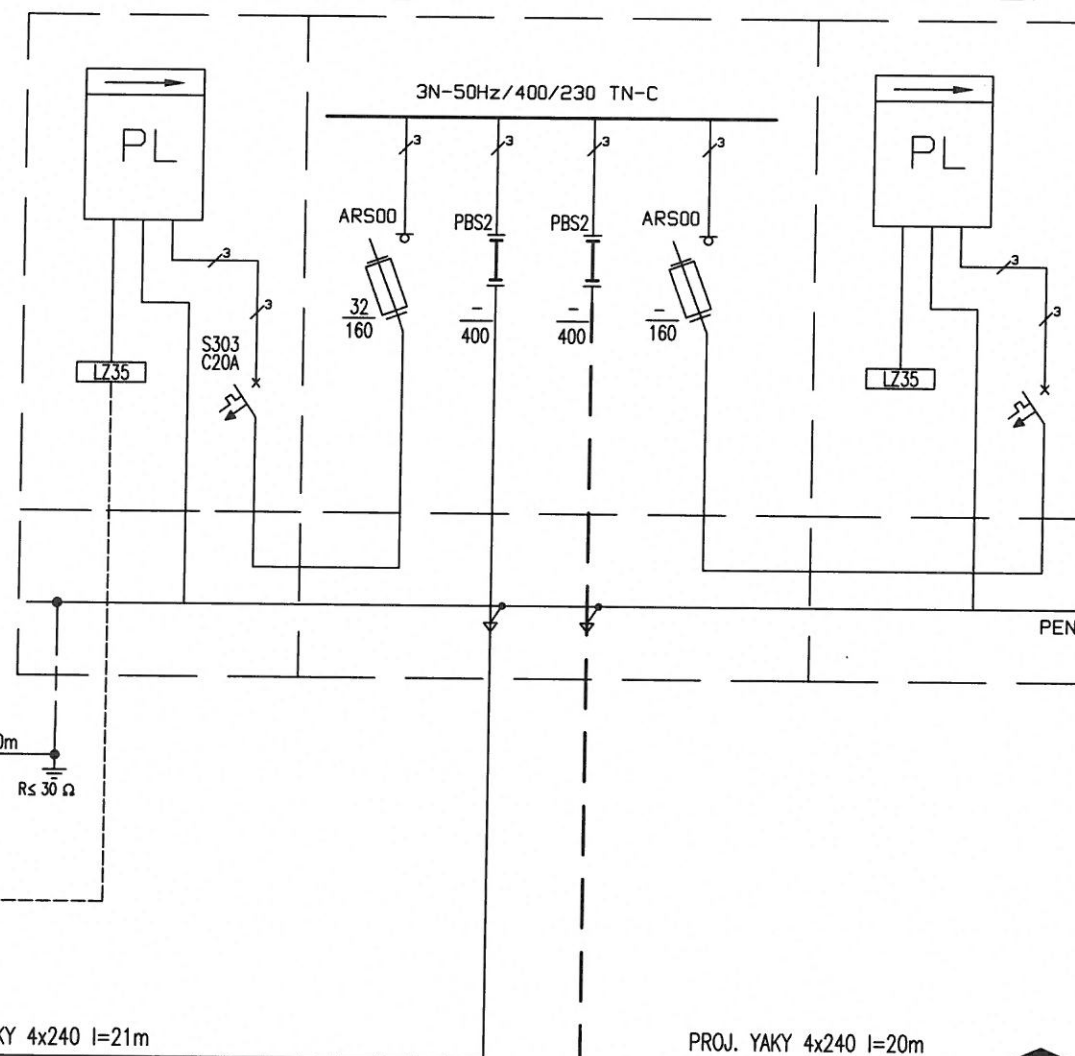 3N-50Hz/400/230 TN-C
PL
PL
3
3
3
3
ARS00
PBS2
PBS2
ARS00
3
3
3
3
32
160
-
400
-
400
-
160
S303
C20A
LZ35
LZ35
PEN
0m
R≤ 30 Ω
KY 4x240 l=21m
PROJ. YAKY 4x240 l=20m